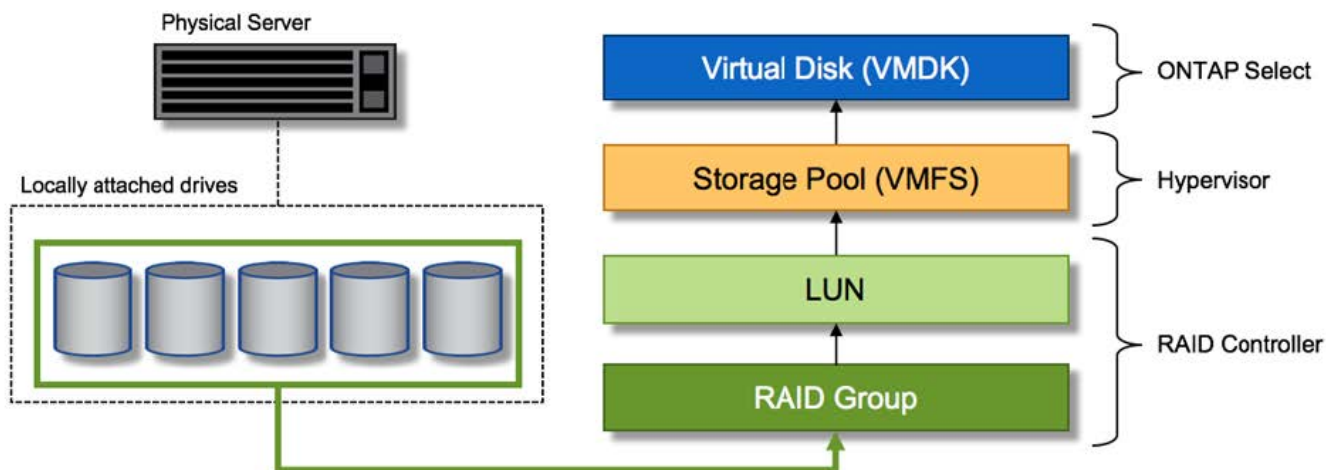 Physical Server
Locally attached drives
Virtual Disk (VMDK)
ONTAP Select
Storage Pool (VMFS)
Hypervisor
LUN
RAID Controller
RAID Group